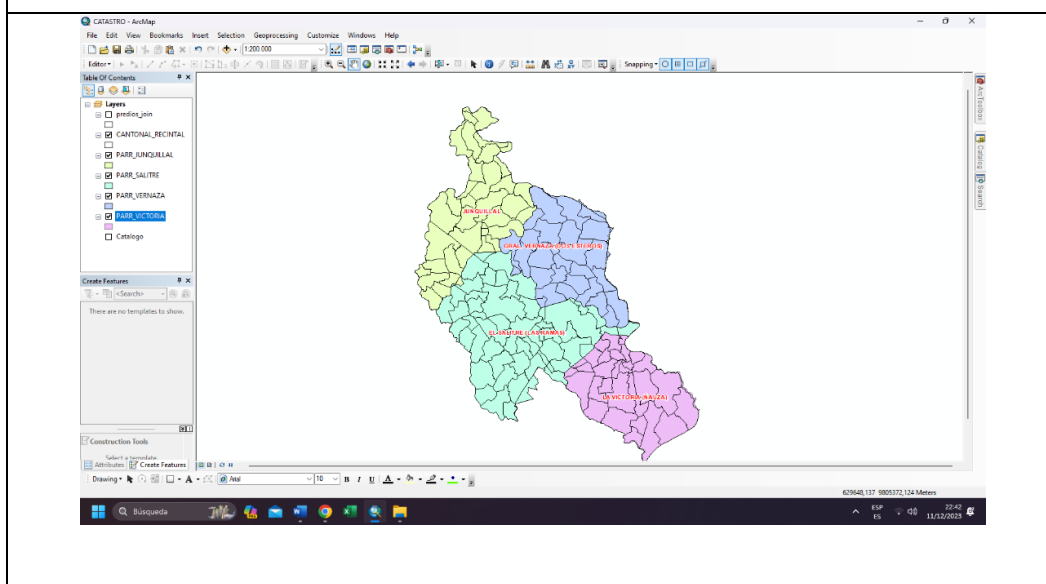 CATASTRO - ArcMap
File Edit View Bookmarks Insert Selection Geoprocessing Customize Windows Help
1:200.000
Editor
Snapping
Table Of Contents
Layers
predios_join
CANTONAL_RECINTAL
PARR_JUNQUILLAL
PARR_SALITRE
PARR_VERNAZA
PARR_VICTORIA
Catalogo
Create Features
<Search>
There are no templates to show.
Construction Tools
Select a template.
Attributes Create Features
JUNQUILLAL
GRAL. VERNAZA (DOS ESTEROS)
EL SALITRE (LAS RAMAS)
LA VICTORIA (ÑAUZA)
ArcToolbox
Catalog
Search
Drawing
A
Arial
10
B I U A
629648,137 9805372,124 Meters
Búsqueda
ESP
ES
22:42
11/12/2023